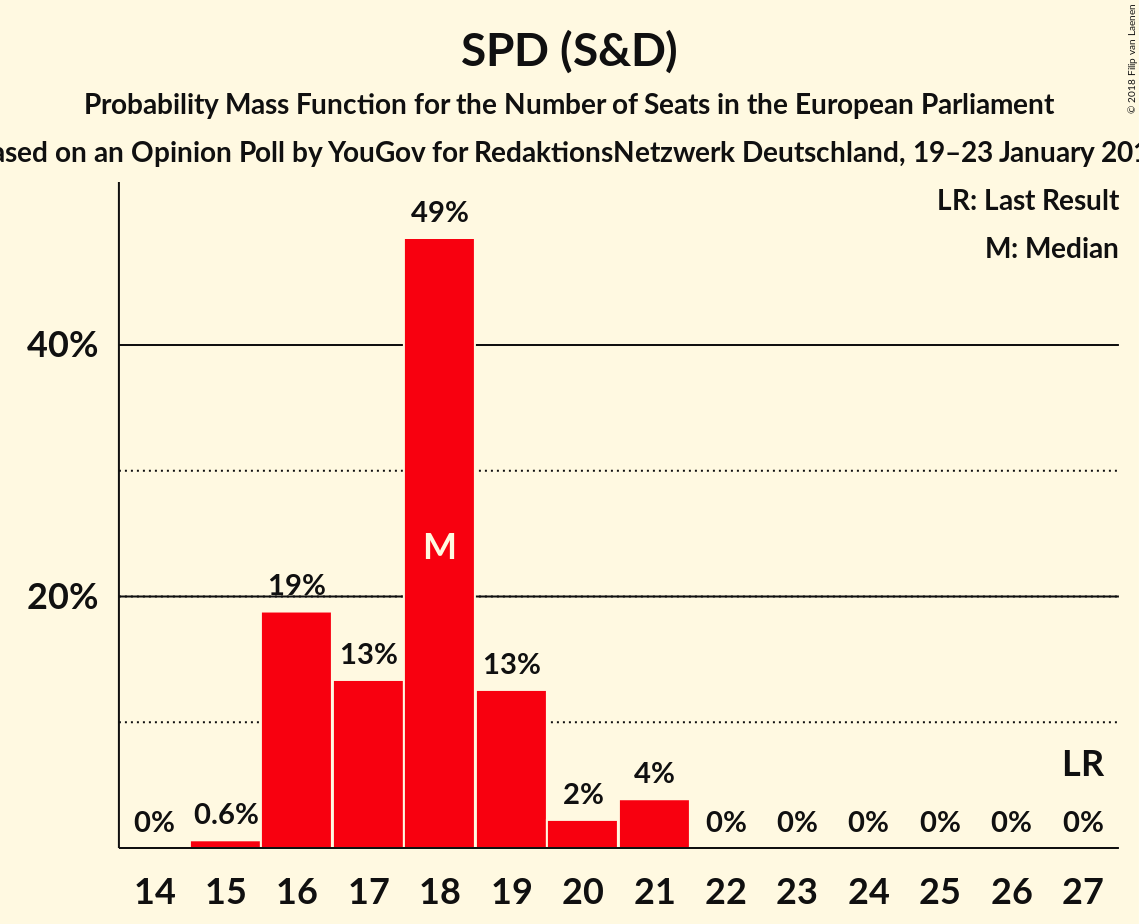 SPD (S&D)
Probability Mass Function for the Number of Seats in the European Parliament
on an Opinion Poll by YouGov for RedaktionsNetzwerk Deutschland, 19–23 January
© 2018 Filip van Laenen
LR: Last Result
M: Median
49%
40%
M
20%
19%
13%
13%
LR
4%
2%
0%
0.6%
0%
0%
0%
0%
0%
0%
14 15 16 17 18 19 20 21 22 23 24 25 26 27